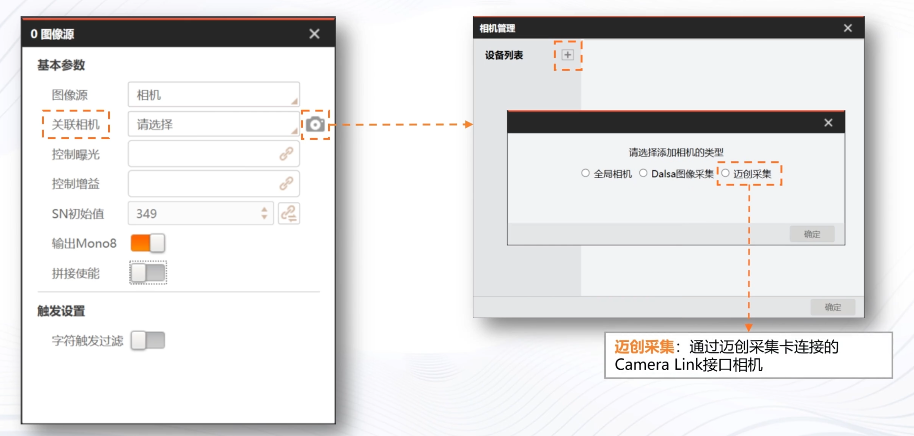 0 图像源
基本参数
图像源
相机
关联相机
请选择
控制曝光
控制增益
SN初始值
349
输出Mono8
拼接使能
触发设置
字符触发过滤
相机管理
设备列表
请选择添加相机的类型
全局相机
Dalsa图像采集
迈创采集
确定
确定
迈创采集：通过迈创采集卡连接的
Camera Link接口相机